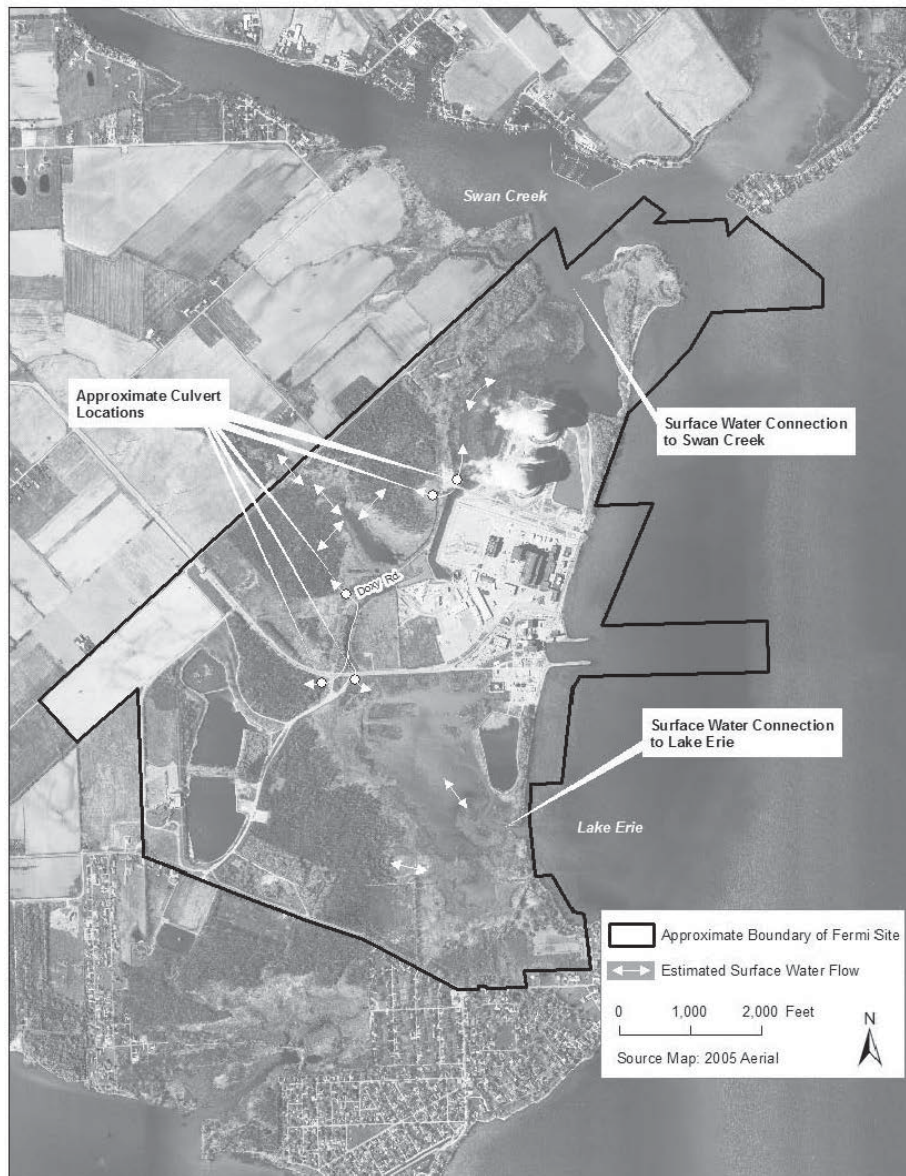 Swan Creek
Approximate Culvert
Locations
Surface Water Connection
to Swan Creek
Doxy Rd.
Surface Water Connection
to Lake Erie
Lake Erie
Approximate Boundary of Fermi Site
Estimated Surface Water Flow
0 1,000 2,000 Feet
N
Source Map: 2005 Aerial